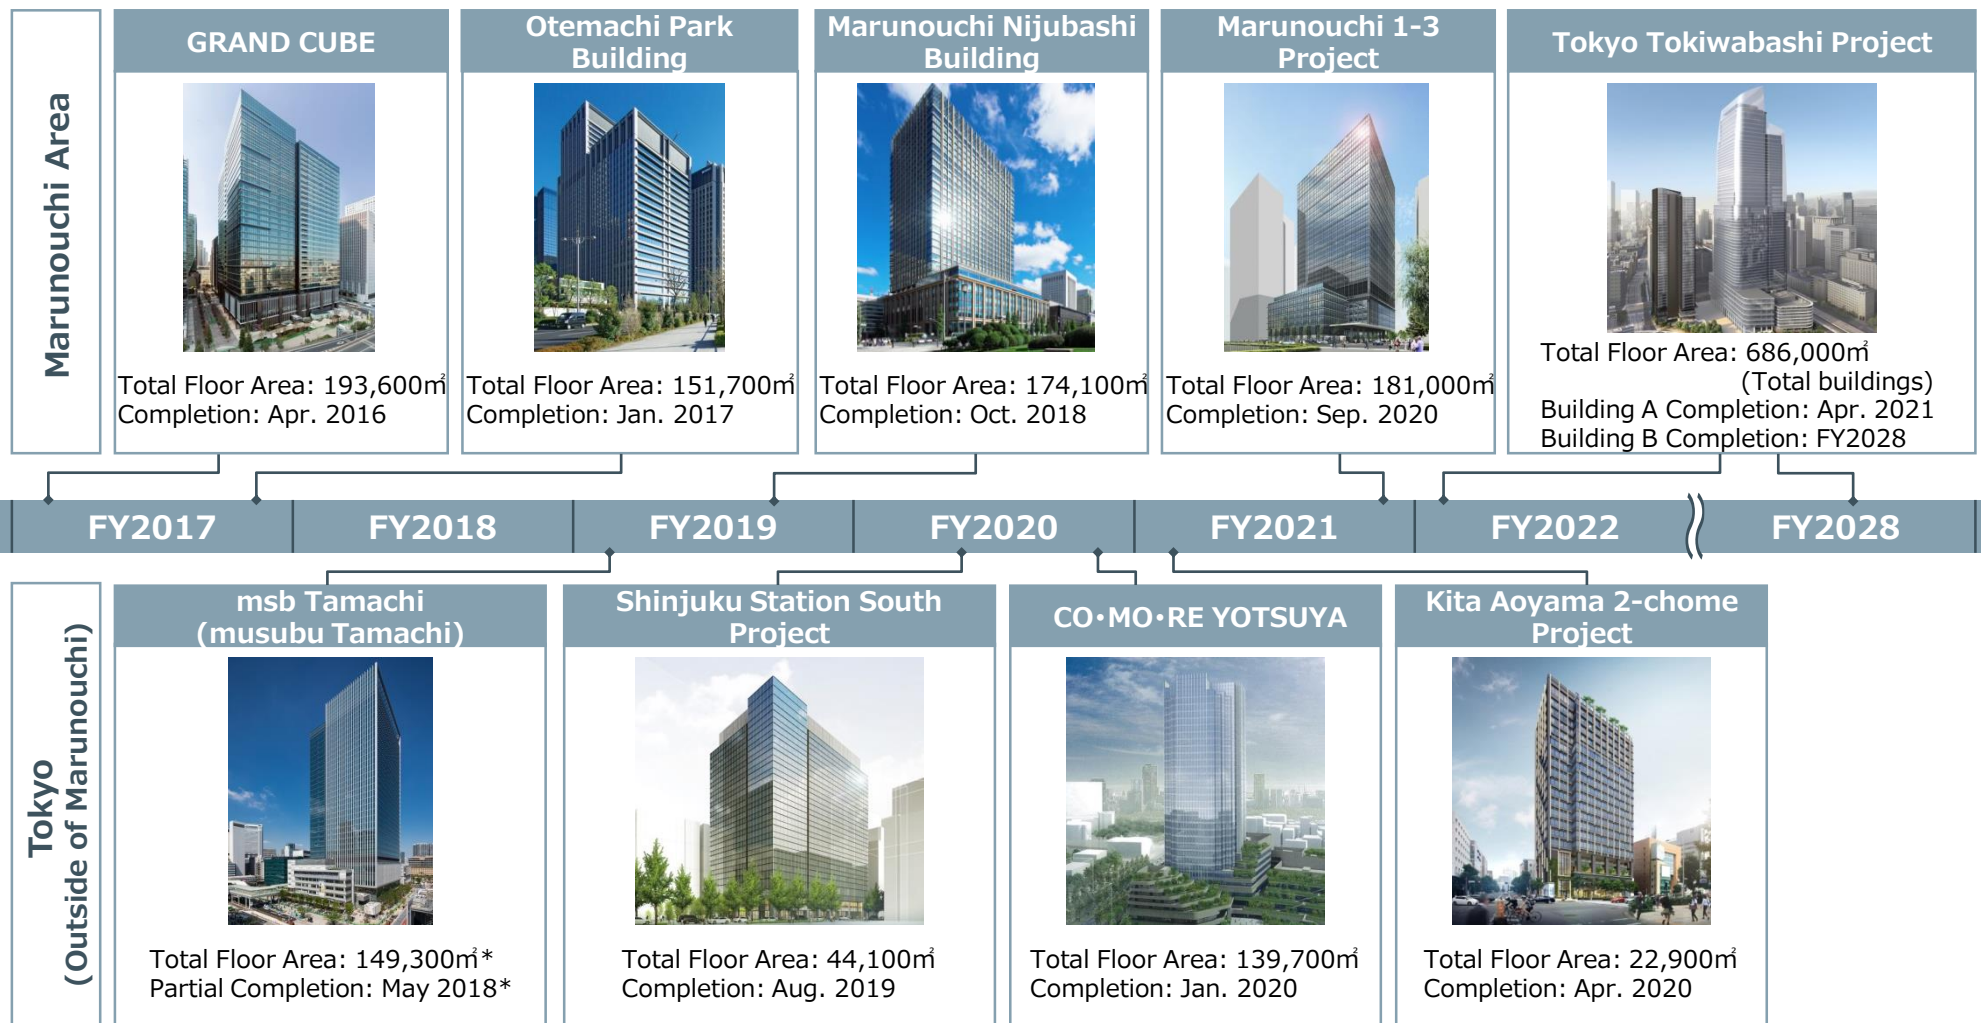 Marunouchi Area
GRAND CUBE
Total Floor Area: 193,600㎡
Completion: Apr. 2016
Otemachi Park
Building
Total Floor Area: 151,700㎡
Completion: Jan. 2017
Marunouchi Nijubashi
Building
Total Floor Area: 174,100㎡
Completion: Oct. 2018
Marunouchi 1-3
Project
Total Floor Area: 181,000㎡
Completion: Sep. 2020
Tokyo Tokiwabashi Project
Total Floor Area: 686,000㎡
(Total buildings)
Building A Completion: Apr. 2021
Building B Completion: FY2028
FY2017
FY2018
FY2019
FY2020
FY2021
FY2022
FY2028
Tokyo
(Outside of Marunouchi)
msb Tamachi
(musubu Tamachi)
Total Floor Area: 149,300㎡*
Partial Completion: May 2018*
Shinjuku Station South
Project
Total Floor Area: 44,100㎡
Completion: Aug. 2019
CO・MO・RE YOTSUYA
Total Floor Area: 139,700㎡
Completion: Jan. 2020
Kita Aoyama 2-chome
Project
Total Floor Area: 22,900㎡
Completion: Apr. 2020